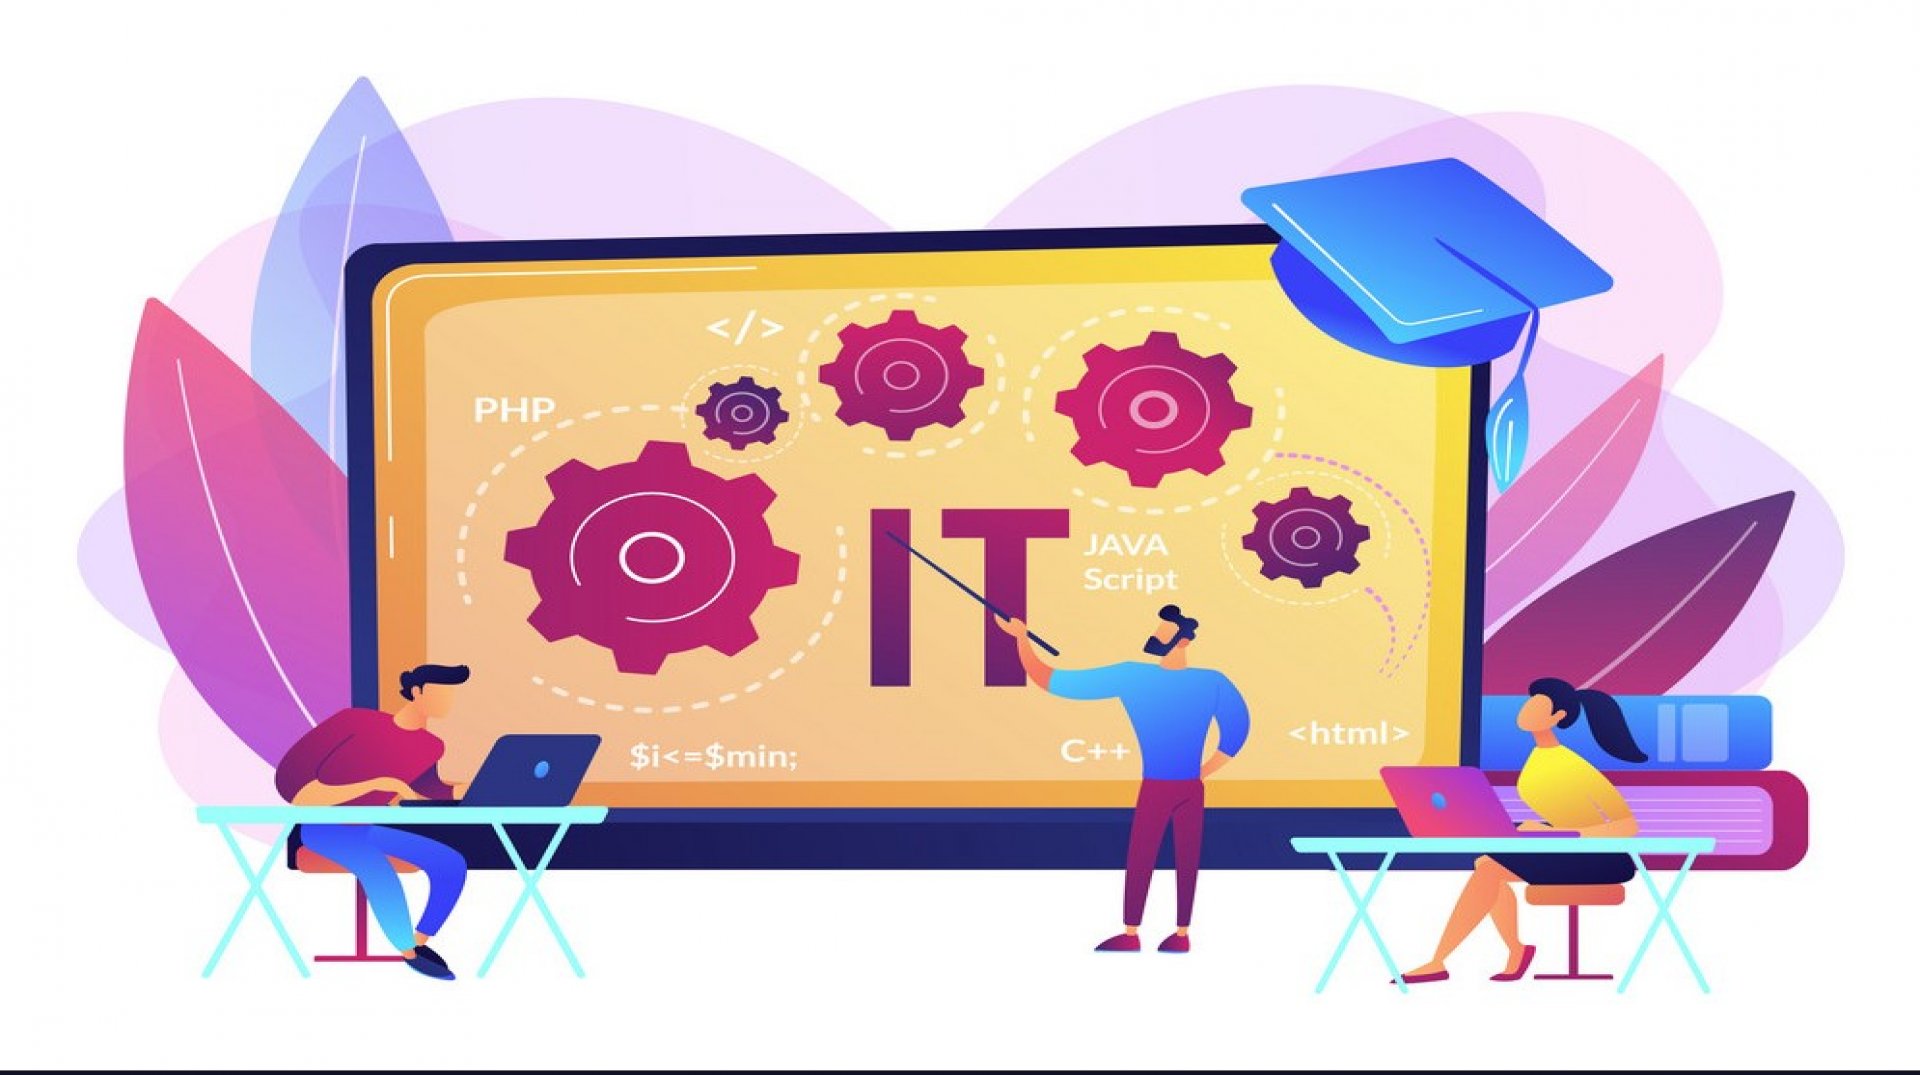 </>
PHP
IT
JAVA
Script
$i<=$min;
C++
<html>